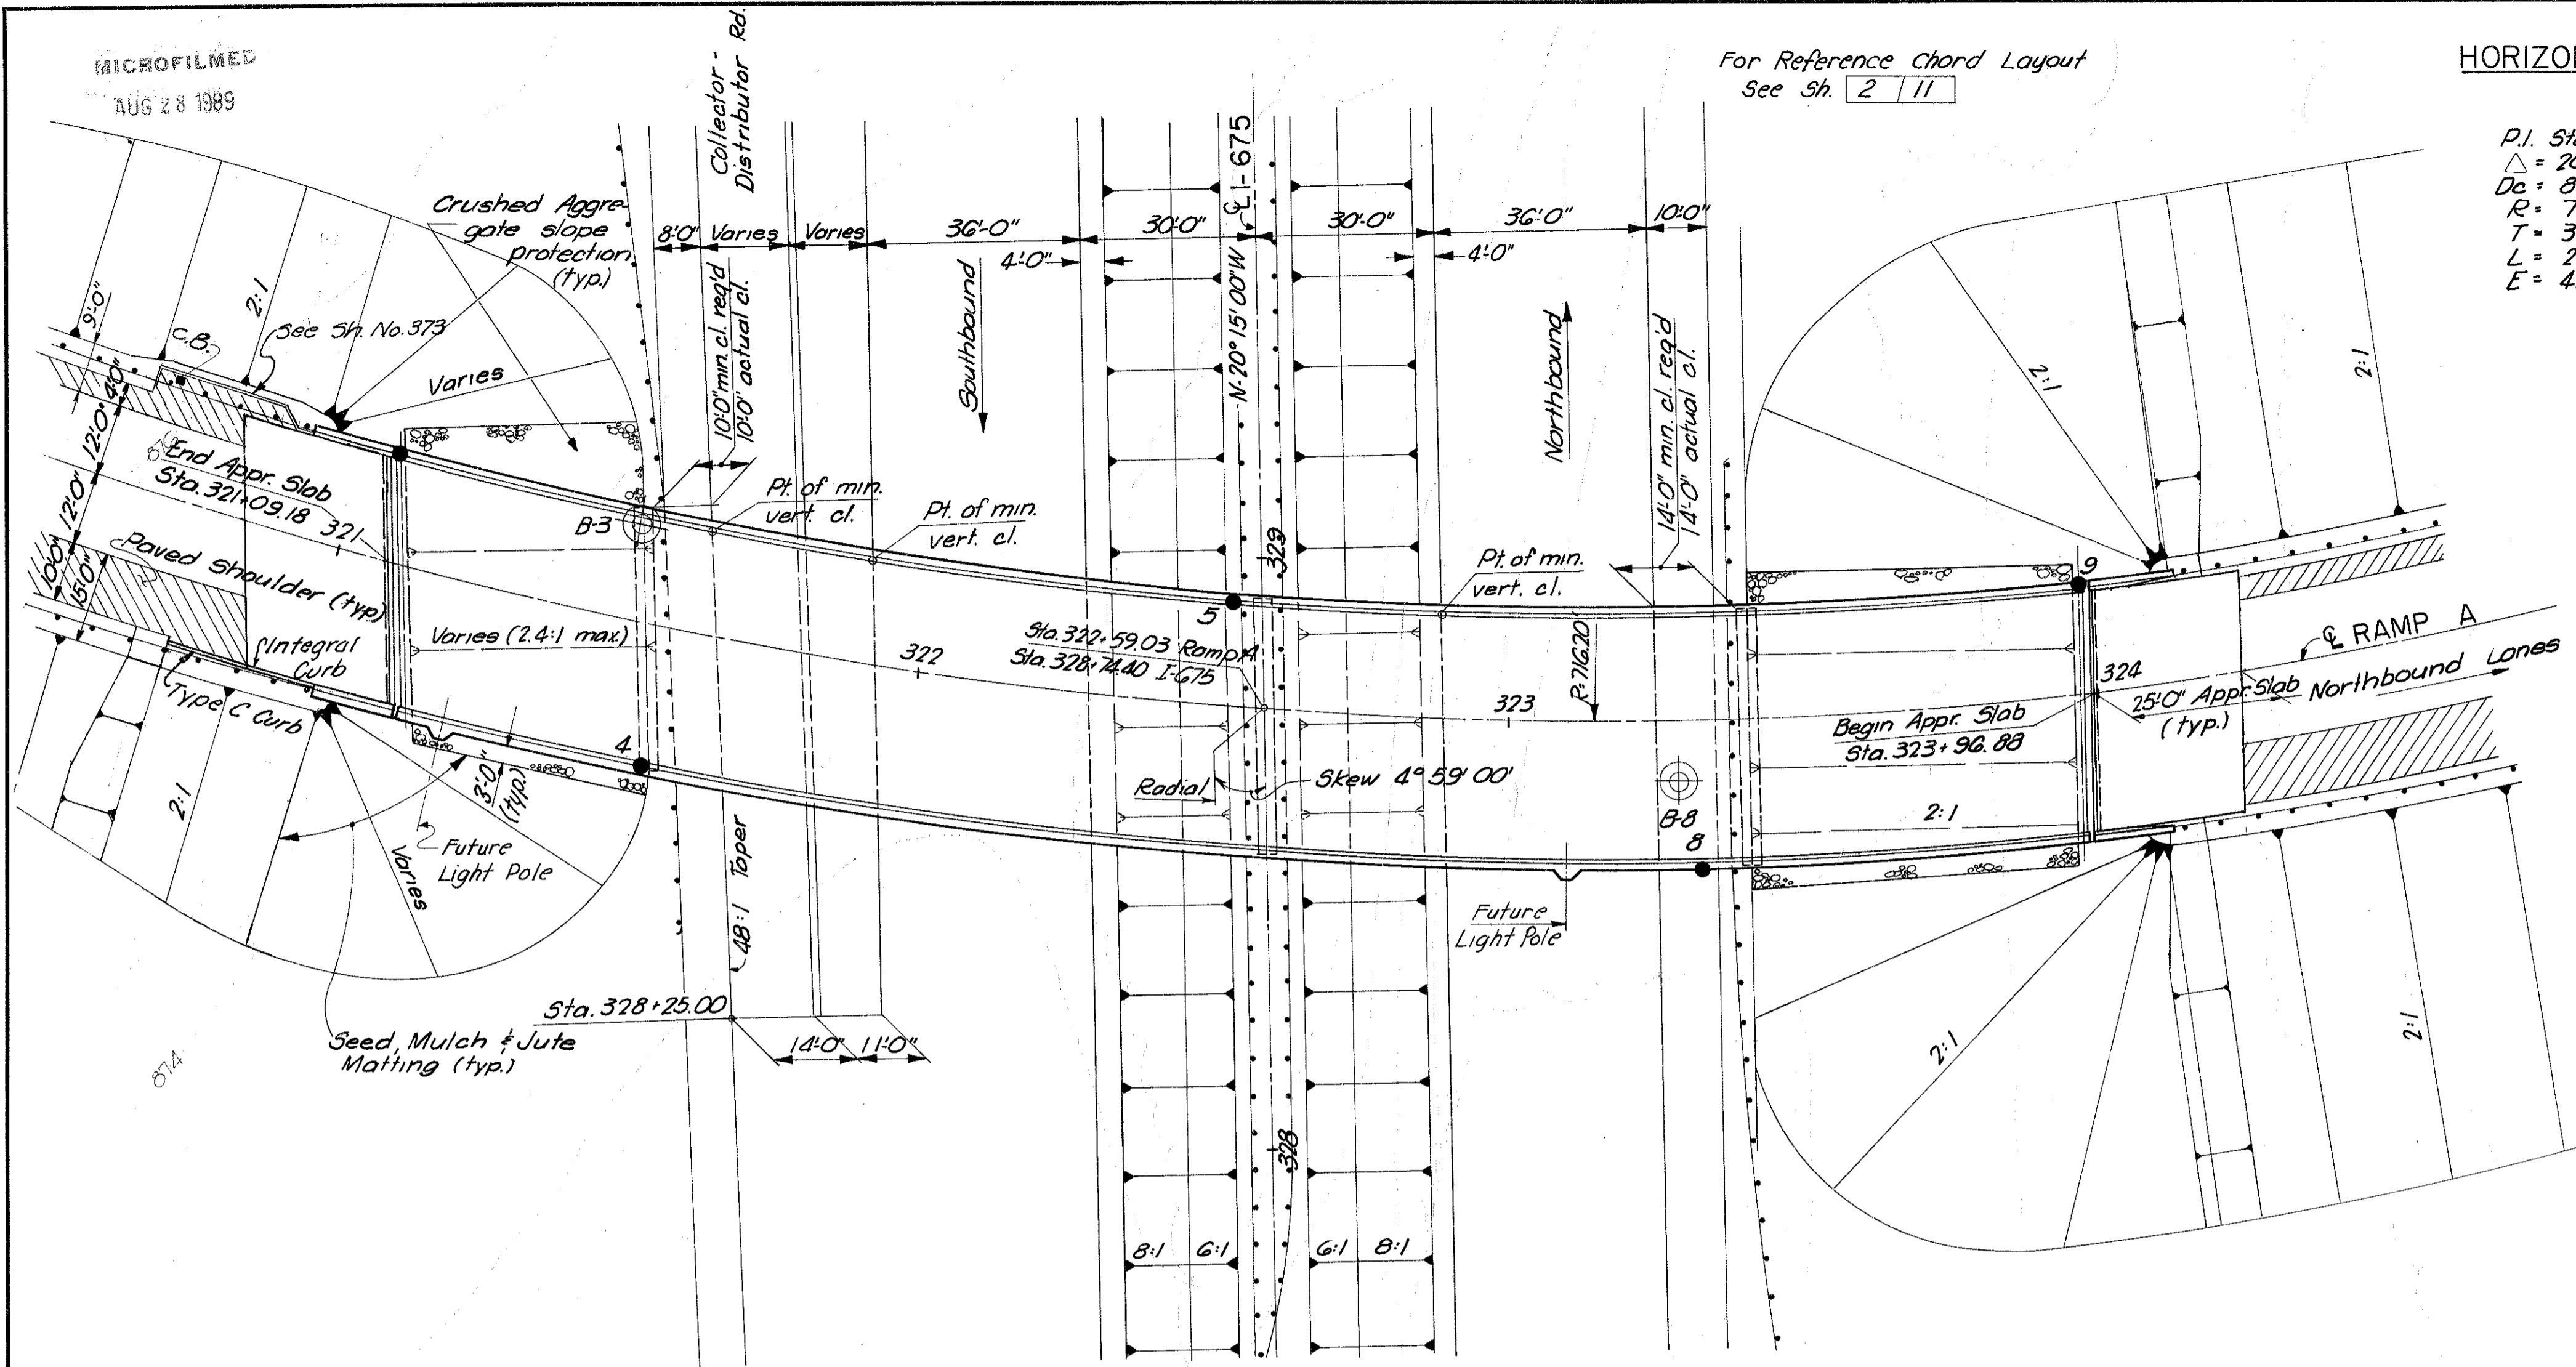 MICROFILMED
AUG 28 1989
Collector -
Distributor Rd.
For Reference Chord Layout
See Sh. 2 / 11
P.I. Sta
△ = 20
Dc = 8
R = 7
T = 3
L = 2
E = 4
Crushed Aggre-
gate slope
protection
(typ.)
8'-0"
Varies
Varies
36'-0"
30'-0"
30'-0"
36'-0"
10'-0"
4'-0"
4'-0"
℄ I-675
N-20° 15' 00"W
10'-0" min. cl. req'd
10'-0" actual cl.
Southbound
Northbound
14'-0" min. cl. req'd
14'-0" actual cl.
9'-0"
2:1
C.B.
See Sh. No. 373
Varies
4'-0"
12'-0"
12'-0"
10'-0"
15'-0"
End Appr. Slab
Sta. 321+09.18
321
Paved Shoulder (typ)
Integral
Curb
Type C Curb
Varies (2.4:1 max.)
B-3
Pt. of min.
vert. cl.
Pt. of min.
vert. cl.
Pt. of min.
vert. cl.
322
5
329
Sta. 322+59.03 Ramp A
Sta. 328+74.40 I-675
R=716.20'
323
Radial
Skew 4° 59' 00"
B-8
8
9
324
℄ RAMP A
Northbound Lanes
25'-0" Appr. Slab
(typ.)
Begin Appr. Slab
Sta. 323+96.88
2:1
2:1
2:1
4
3'-0"
(typ.)
2:1
Varies
Future
Light Pole
48:1 Taper
Future
Light Pole
Sta. 328+25.00
14'-0"
11'-0"
Seed, Mulch & Jute
Matting (typ.)
874
328
8:1
6:1
6:1
8:1
2:1
2:1